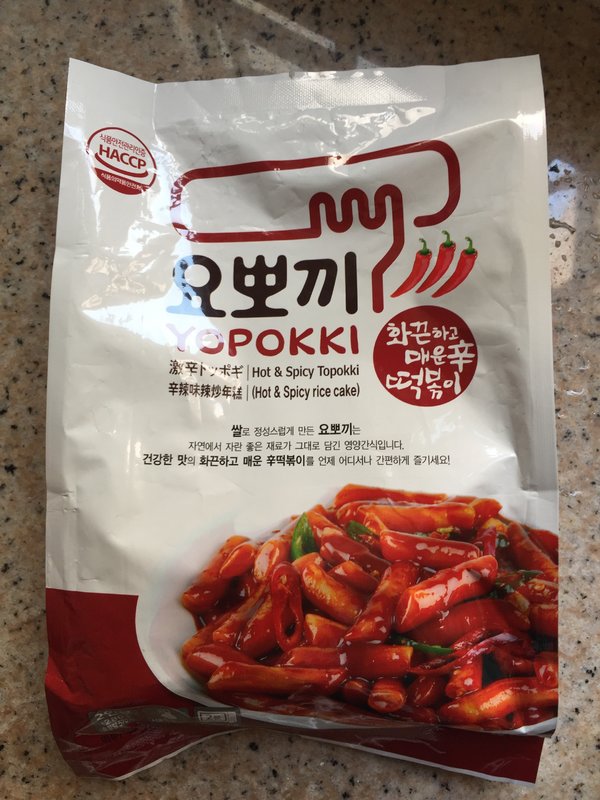 식품안전관리인증
HACCP
요뽀끼
YOPOKKI
激辛トッポギ | Hot & Spicy Topokki
辛辣味辣炒年糕 | (Hot & Spicy rice cake)
화끈하고
매운辛
떡볶이
쌀로 정성스럽게 만든 요뽀끼는
자연에서 자란 좋은 재료가 그대로 담긴 영양간식입니다.
건강한 맛의 화끈하고 매운 辛떡볶이를 언제 어디서나 간편하게 즐기세요!